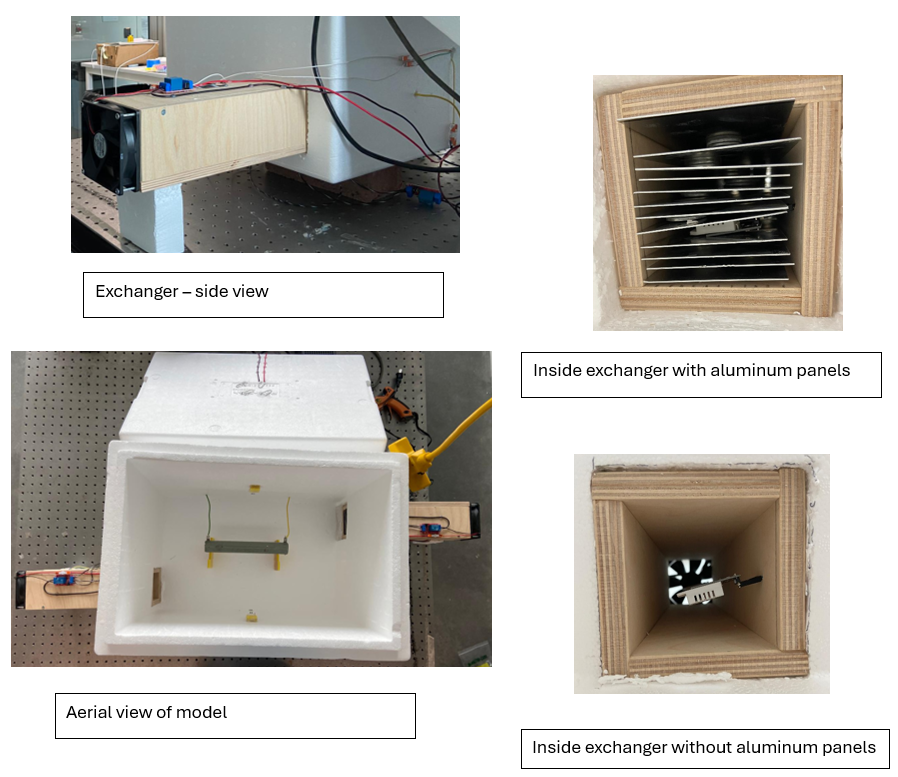 Exchanger – side view
Inside exchanger with aluminum panels
Aerial view of model
Inside exchanger without aluminum panels